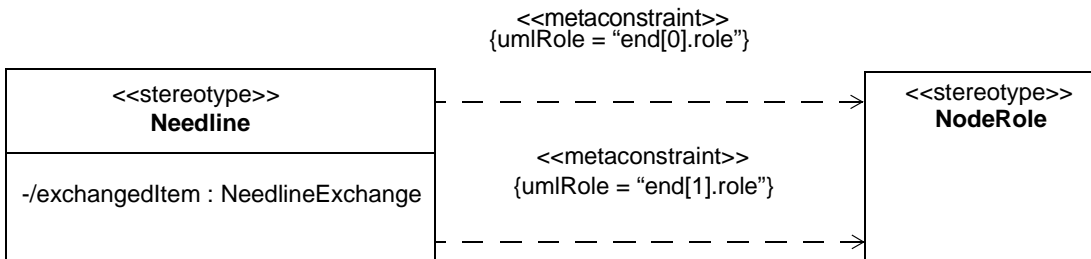 <<metaconstraint>>
{umlRole = “end[0].role”}
<<stereotype>>
Needline
-/exchangedItem : NeedlineExchange
<<metaconstraint>>
{umlRole = “end[1].role”}
<<stereotype>>
NodeRole